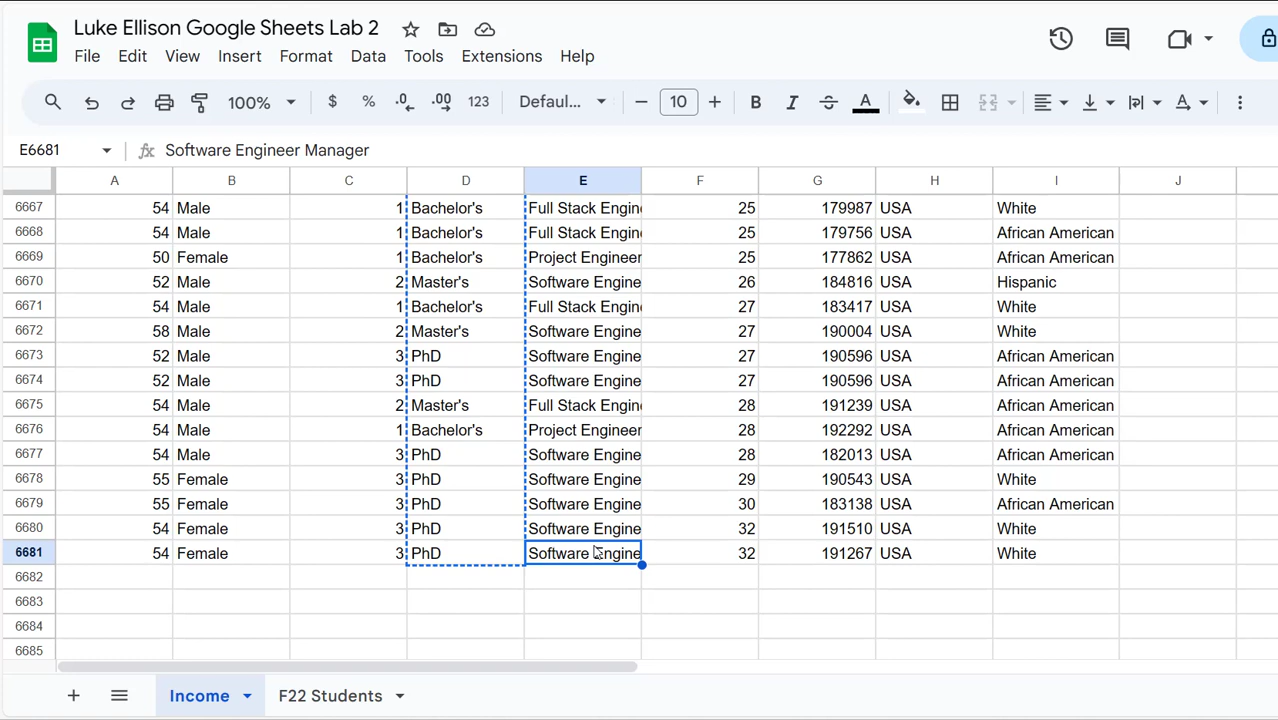 Luke Ellison Google Sheets Lab 2
File Edit View Insert Format Data Tools Extensions Help
100% $ % .0 .00 123 Defaul... 10 B I A
E6681 fx Software Engineer Manager
A B C D E F G H I J
6667 54 Male 1 Bachelor's Full Stack Engin 25 179987 USA White
6668 54 Male 1 Bachelor's Full Stack Engin 25 179756 USA African American
6669 50 Female 1 Bachelor's Project Engineer 25 177862 USA African American
6670 52 Male 2 Master's Software Engine 26 184816 USA Hispanic
6671 54 Male 1 Bachelor's Full Stack Engin 27 183417 USA White
6672 58 Male 2 Master's Software Engine 27 190004 USA White
6673 52 Male 3 PhD Software Engine 27 190596 USA African American
6674 52 Male 3 PhD Software Engine 27 190596 USA African American
6675 54 Male 2 Master's Full Stack Engin 28 191239 USA African American
6676 54 Male 1 Bachelor's Project Engineer 28 192292 USA African American
6677 54 Male 3 PhD Software Engine 28 182013 USA African American
6678 55 Female 3 PhD Software Engine 29 190543 USA White
6679 55 Female 3 PhD Software Engine 30 183138 USA African American
6680 54 Female 3 PhD Software Engine 32 191510 USA White
6681 54 Female 3 PhD Software Engine 32 191267 USA White
6682
6683
6684
6685
Income F22 Students